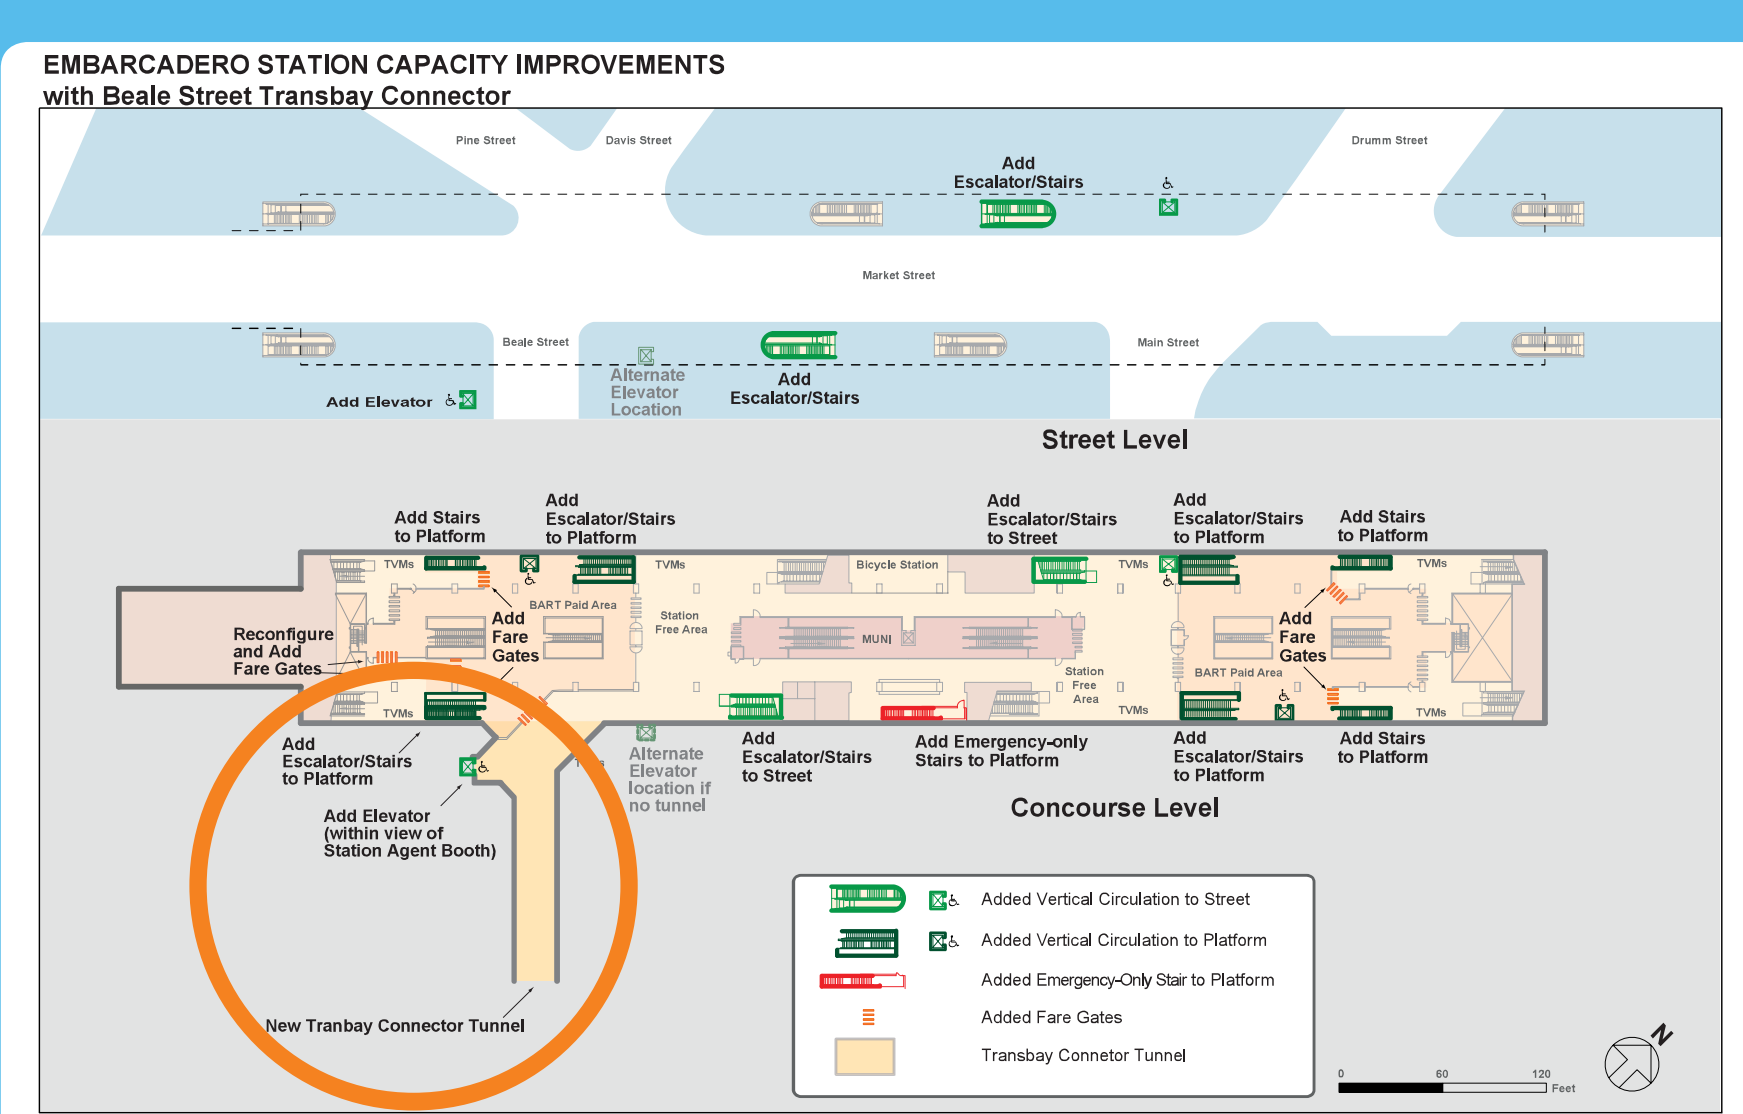 EMBARCADERO STATION CAPACITY IMPROVEMENTS
with Beale Street Transbay Connector
Pine Street
Davis Street
Drumm Street
Add
Escalator/Stairs
Market Street
Beale Street
Main Street
Alternate
Elevator
Location
Add
Escalator/Stairs
Add Elevator
Street Level
Add Stairs
to Platform
Add
Escalator/Stairs
to Platform
Add
Escalator/Stairs
to Street
Add
Escalator/Stairs
to Platform
Add Stairs
to Platform
TVMs
TVMs
Bicycle Station
TVMs
TVMs
BART Paid Area
Station
Free Area
Add
Fare
Gates
MUNI
Add
Fare
Gates
Reconfigure
and Add
Fare Gates
Station
Free
Area
BART Paid Area
TVMs
TVMs
TVMs
Add
Escalator/Stairs
to Platform
Alternate
Elevator
location if
no tunnel
Add
Escalator/Stairs
to Street
Add Emergency-only
Stairs to Platform
Add
Escalator/Stairs
to Platform
Add Stairs
to Platform
Add Elevator
(within view of
Station Agent Booth)
Concourse Level
New Tranbay Connector Tunnel
Added Vertical Circulation to Street
Added Vertical Circulation to Platform
Added Emergency-Only Stair to Platform
Added Fare Gates
Transbay Connetor Tunnel
0 60 120
Feet
N